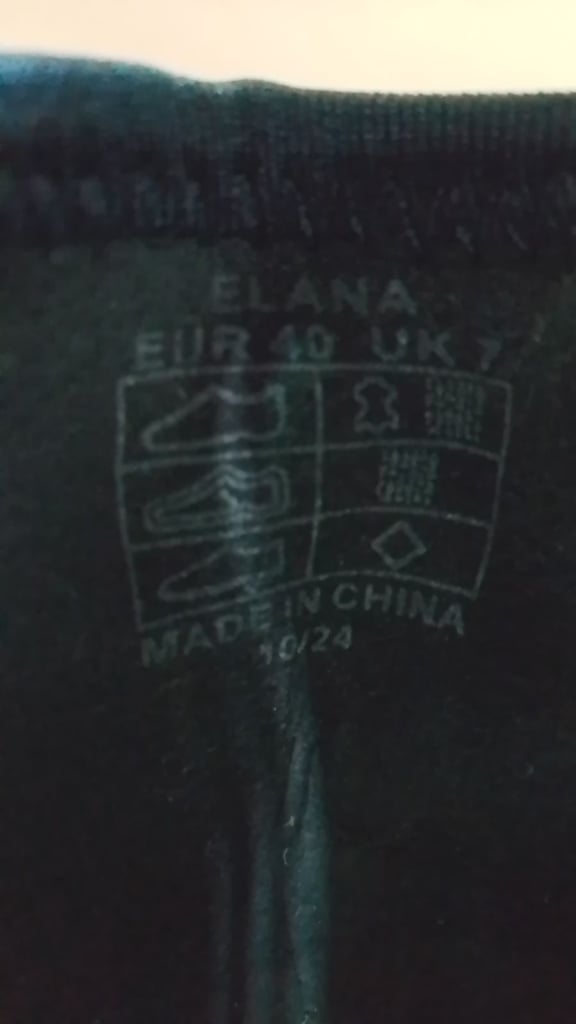 ELANA
EUR 40 UK 7
MADE IN CHINA
10/24